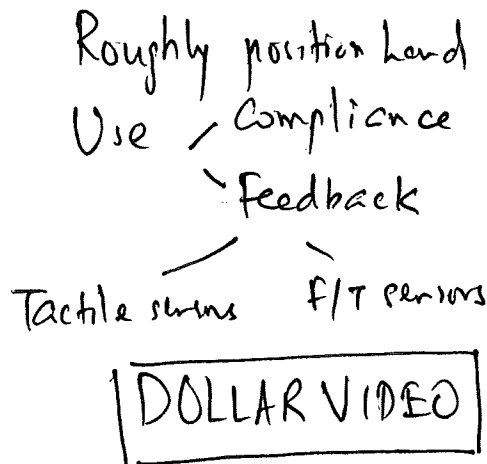 Roughly position hand
Use Compliance
Feedback
Tactile sensors F/T sensors
DOLLAR VIDEO